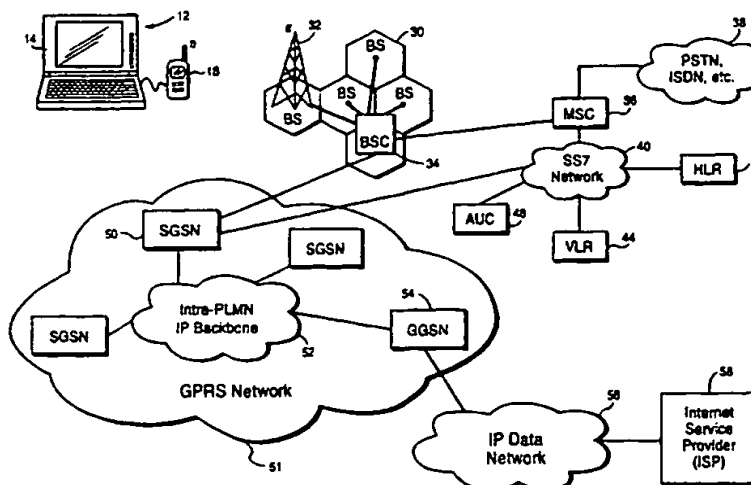 12
14
18
32
30
BS
BS
BS
BS
BSC
34
38
PSTN,
ISDN, etc.
MSC
36
40
SS7
Network
HLR
AUC
48
VLR
44
50
SGSN
SGSN
SGSN
Intra-PLMN
IP Backbone
52
54
GGSN
GPRS Network
51
56
IP Data
Network
58
Internet
Service
Provider
(ISP)